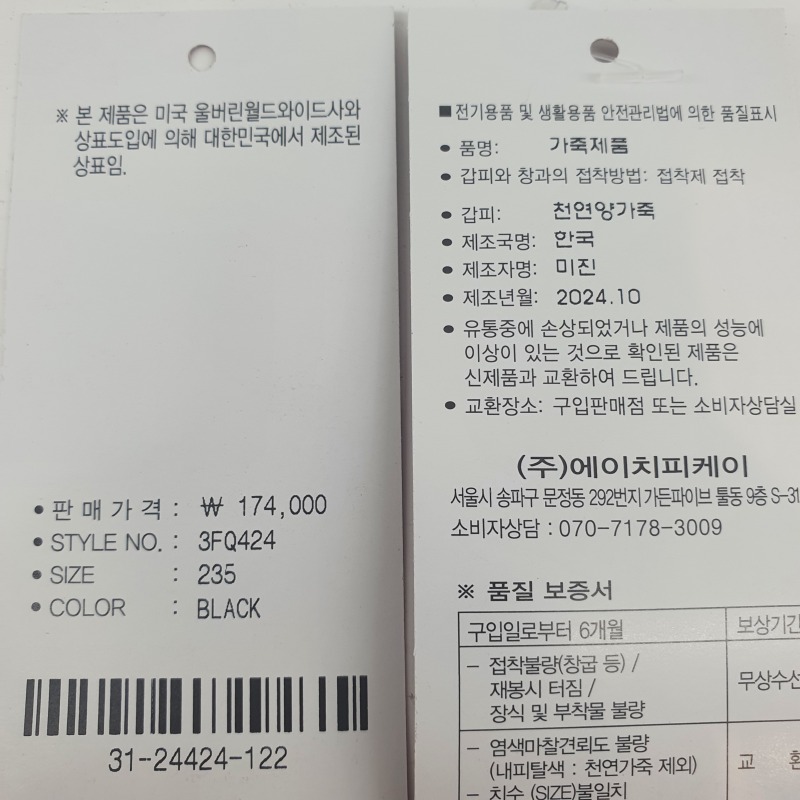 ※ 본 제품은 미국 울버린월드와이드사와
상표도입에 의해 대한민국에서 제조된
상표임.
• 판 매 가 격 : ₩ 174,000
• STYLE NO. : 3FQ424
• SIZE : 235
• COLOR : BLACK
31-24424-122
■ 전기용품 및 생활용품 안전관리법에 의한 품질표시
• 품명: 가죽제품
• 갑피와 창과의 접착방법: 접착제 접착
• 갑피: 천연양가죽
• 제조국명: 한국
• 제조자명: 미진
• 제조년월: 2024.10
• 유통중에 손상되었거나 제품의 성능에
이상이 있는 것으로 확인된 제품은
신제품과 교환하여 드립니다.
• 교환장소: 구입판매점 또는 소비자상담실
(주)에이치피케이
서울시 송파구 문정동 292번지 가든파이브 툴동 9층 S-31
소비자상담 : 070-7178-3009
※ 품질 보증서
구입일로부터 6개월 보상기간
- 접착불량(창굽 등) /
재봉시 터짐 /
장식 및 부착물 불량
무상수선
- 염색마찰견뢰도 불량
(내피탈색 : 천연가죽 제외)
- 치수 (SIZE)불일치
교 환